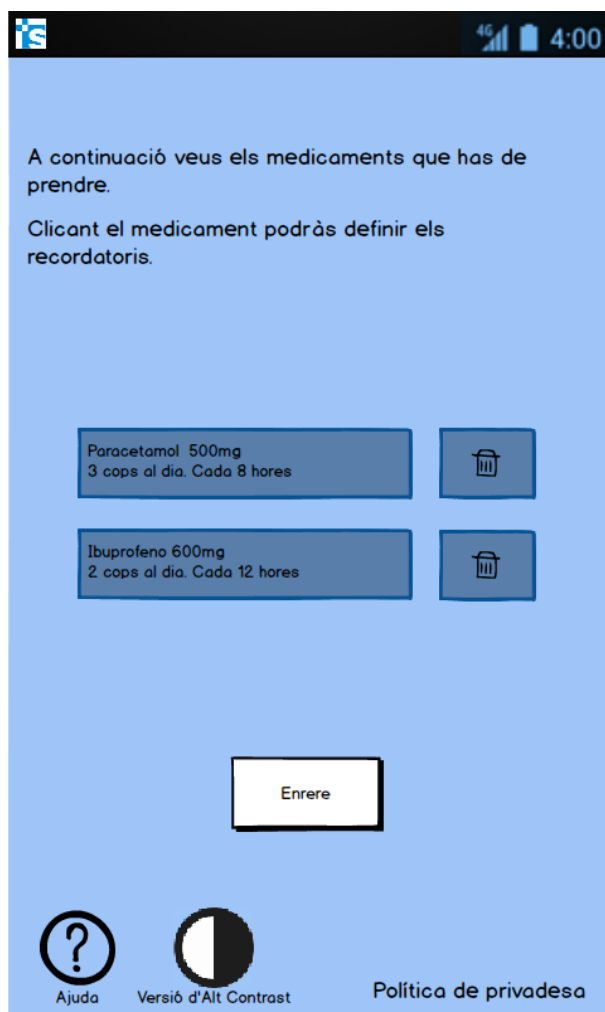 is
4G 4:00
A continuació veus els medicaments que has de
prendre.
Clicant el medicament podràs definir els
recordatoris.
Paracetamol 500mg
3 cops al dia. Cada 8 hores
Ibuprofeno 600mg
2 cops al dia. Cada 12 hores
Enrere
?
Ajuda
Versió d'Alt Contrast
Política de privadesa